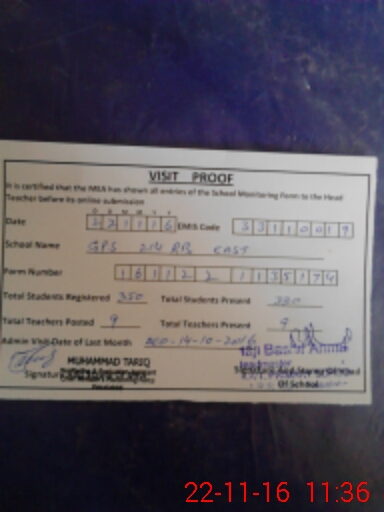 VISIT PROOF
It is certified that the MEA has shown all entries of the School Monitoring Form to the Head
Teacher before its online submission
D D M M Y Y
Date 2 2 1 1 1 6 EMIS Code 3 3 1 1 0 0 1 9
School Name GPS 214 RB EAST
Form Number 1 6 1 1 2 2 1 1 3 5 1 7 4
Total Students Registered 350 Total Students Present
Total Teachers Posted 9 Total Teachers Present 9
Admin Visit Date of Last Month 14-10-2016
MUHAMMAD TARIQ
Signature
Of School
22-11-16 11:36